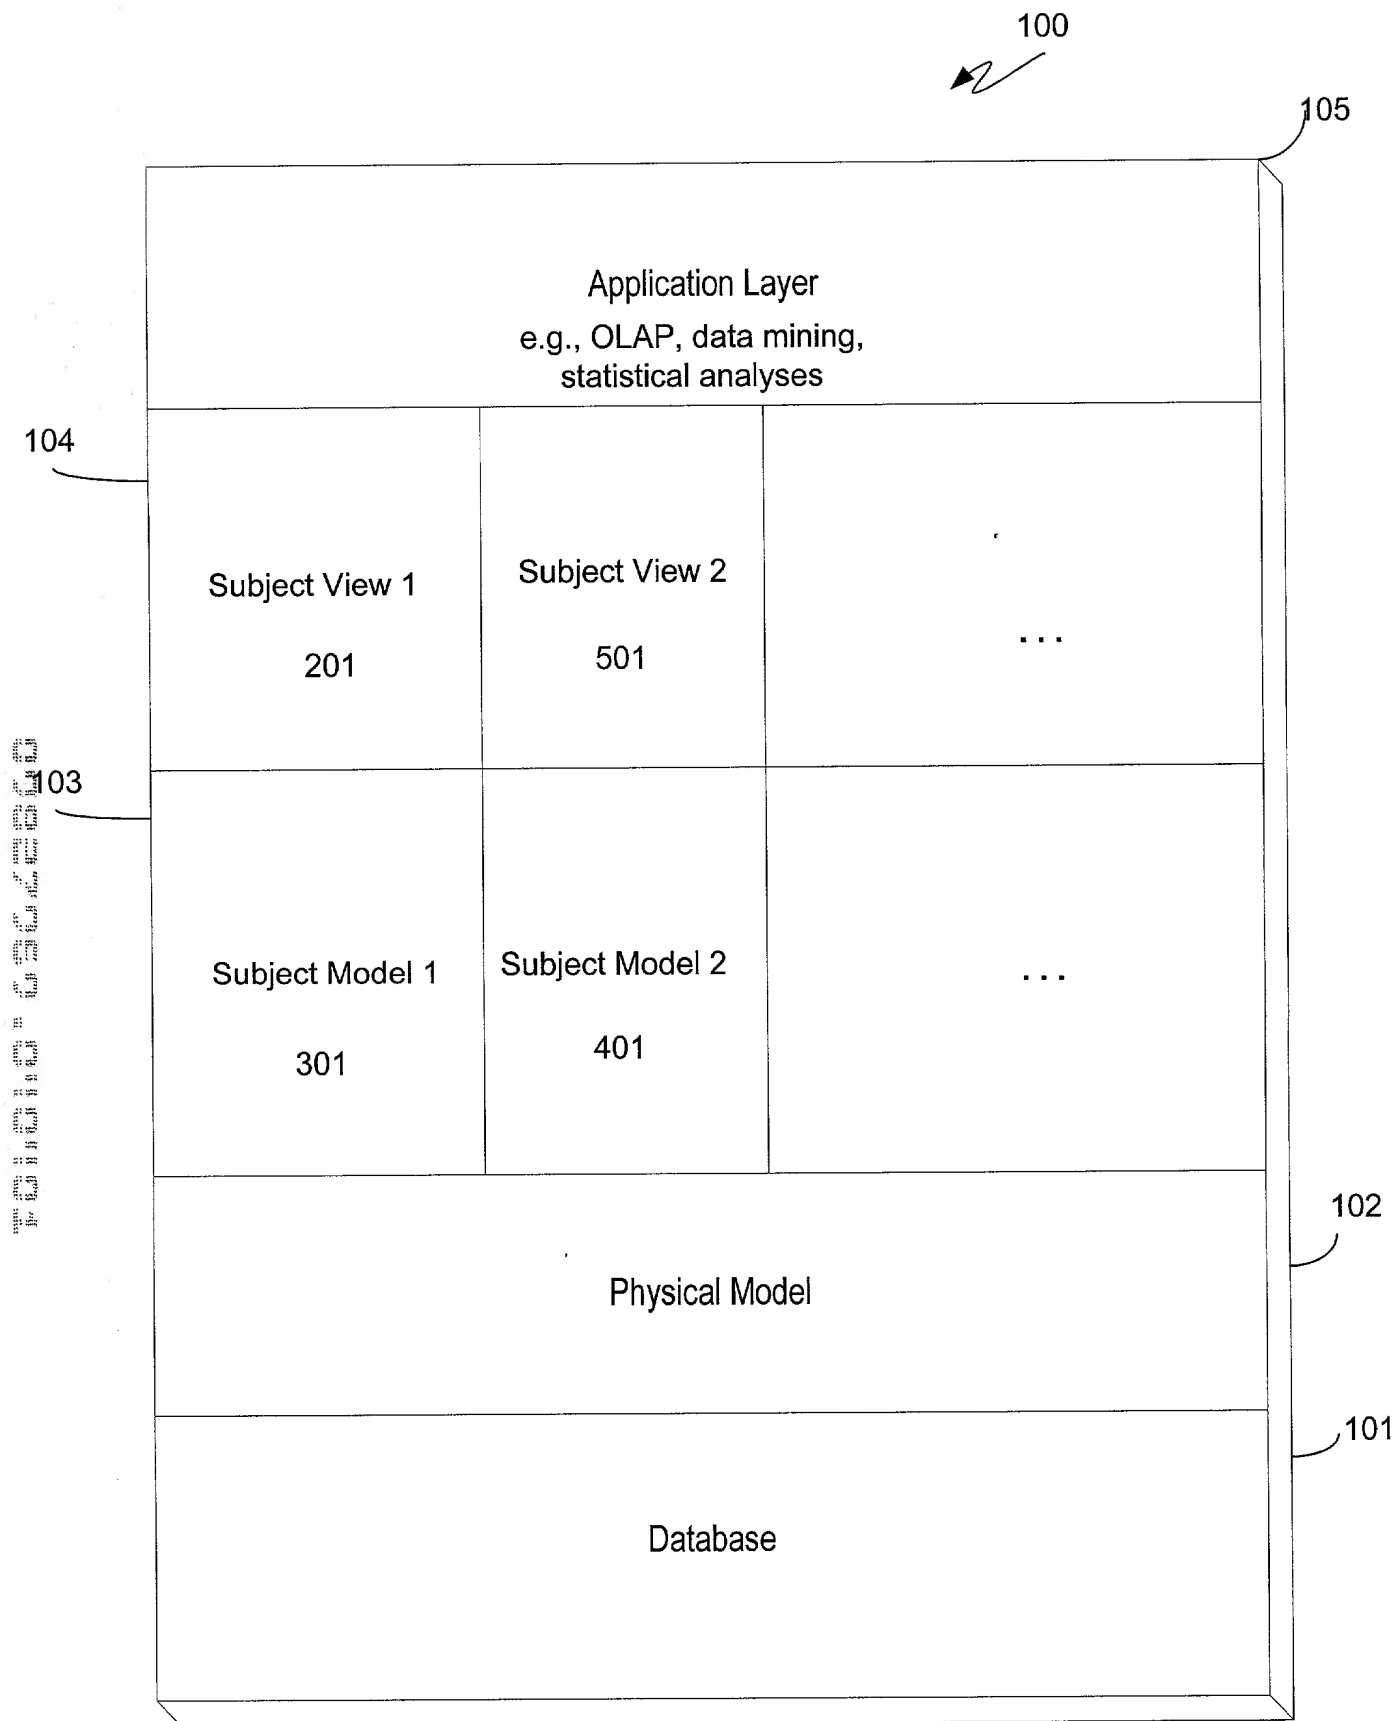 100
105
Application Layer
e.g., OLAP, data mining,
statistical analyses
104
Subject View 1
201
Subject View 2
501
...
103
Subject Model 1
301
Subject Model 2
401
...
102
Physical Model
101
Database